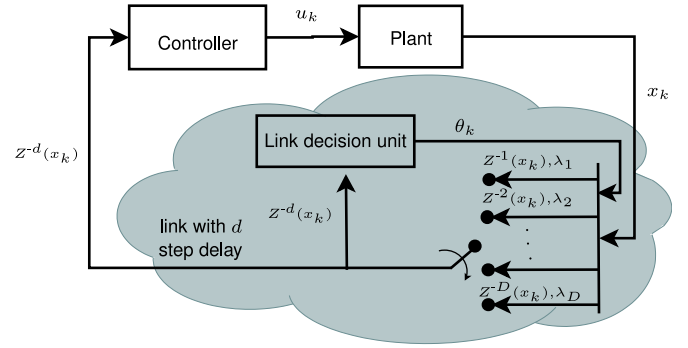 u_k
Controller
Plant
x_k
Z^{-d}(x_k)
Link decision unit
θ_k
Z^{-1}(x_k), λ_1
Z^{-2}(x_k), λ_2
Z^{-d}(x_k)
link with d
step delay
Z^{-D}(x_k), λ_D